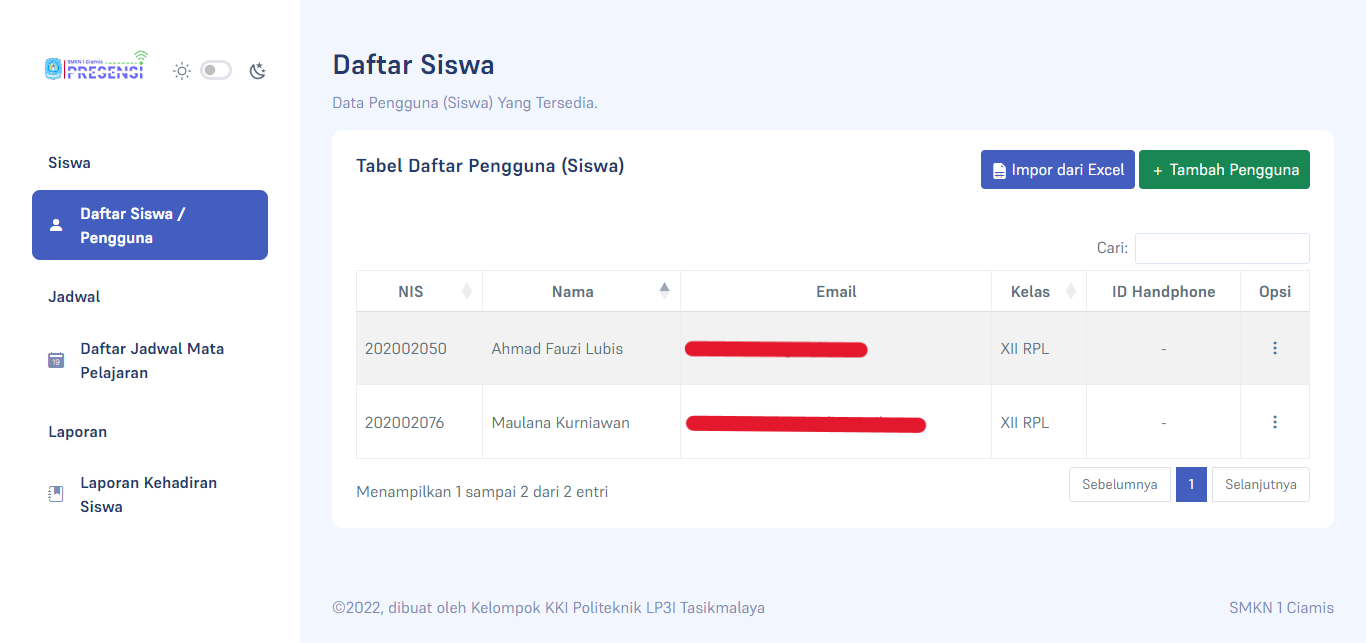 SMKN 1 Ciamis
PRESENSI
Siswa
Daftar Siswa /
Pengguna
Jadwal
19
Daftar Jadwal Mata
Pelajaran
Laporan
Laporan Kehadiran
Siswa
Daftar Siswa
Data Pengguna (Siswa) Yang Tersedia.
Tabel Daftar Pengguna (Siswa)
Impor dari Excel
+ Tambah Pengguna
Cari:
NIS Nama Email Kelas ID Handphone Opsi
202002050 Ahmad Fauzi Lubis XII RPL -
202002076 Maulana Kurniawan XII RPL -
Menampilkan 1 sampai 2 dari 2 entri
Sebelumnya 1 Selanjutnya
©2022, dibuat oleh Kelompok KKI Politeknik LP3I Tasikmalaya
SMKN 1 Ciamis